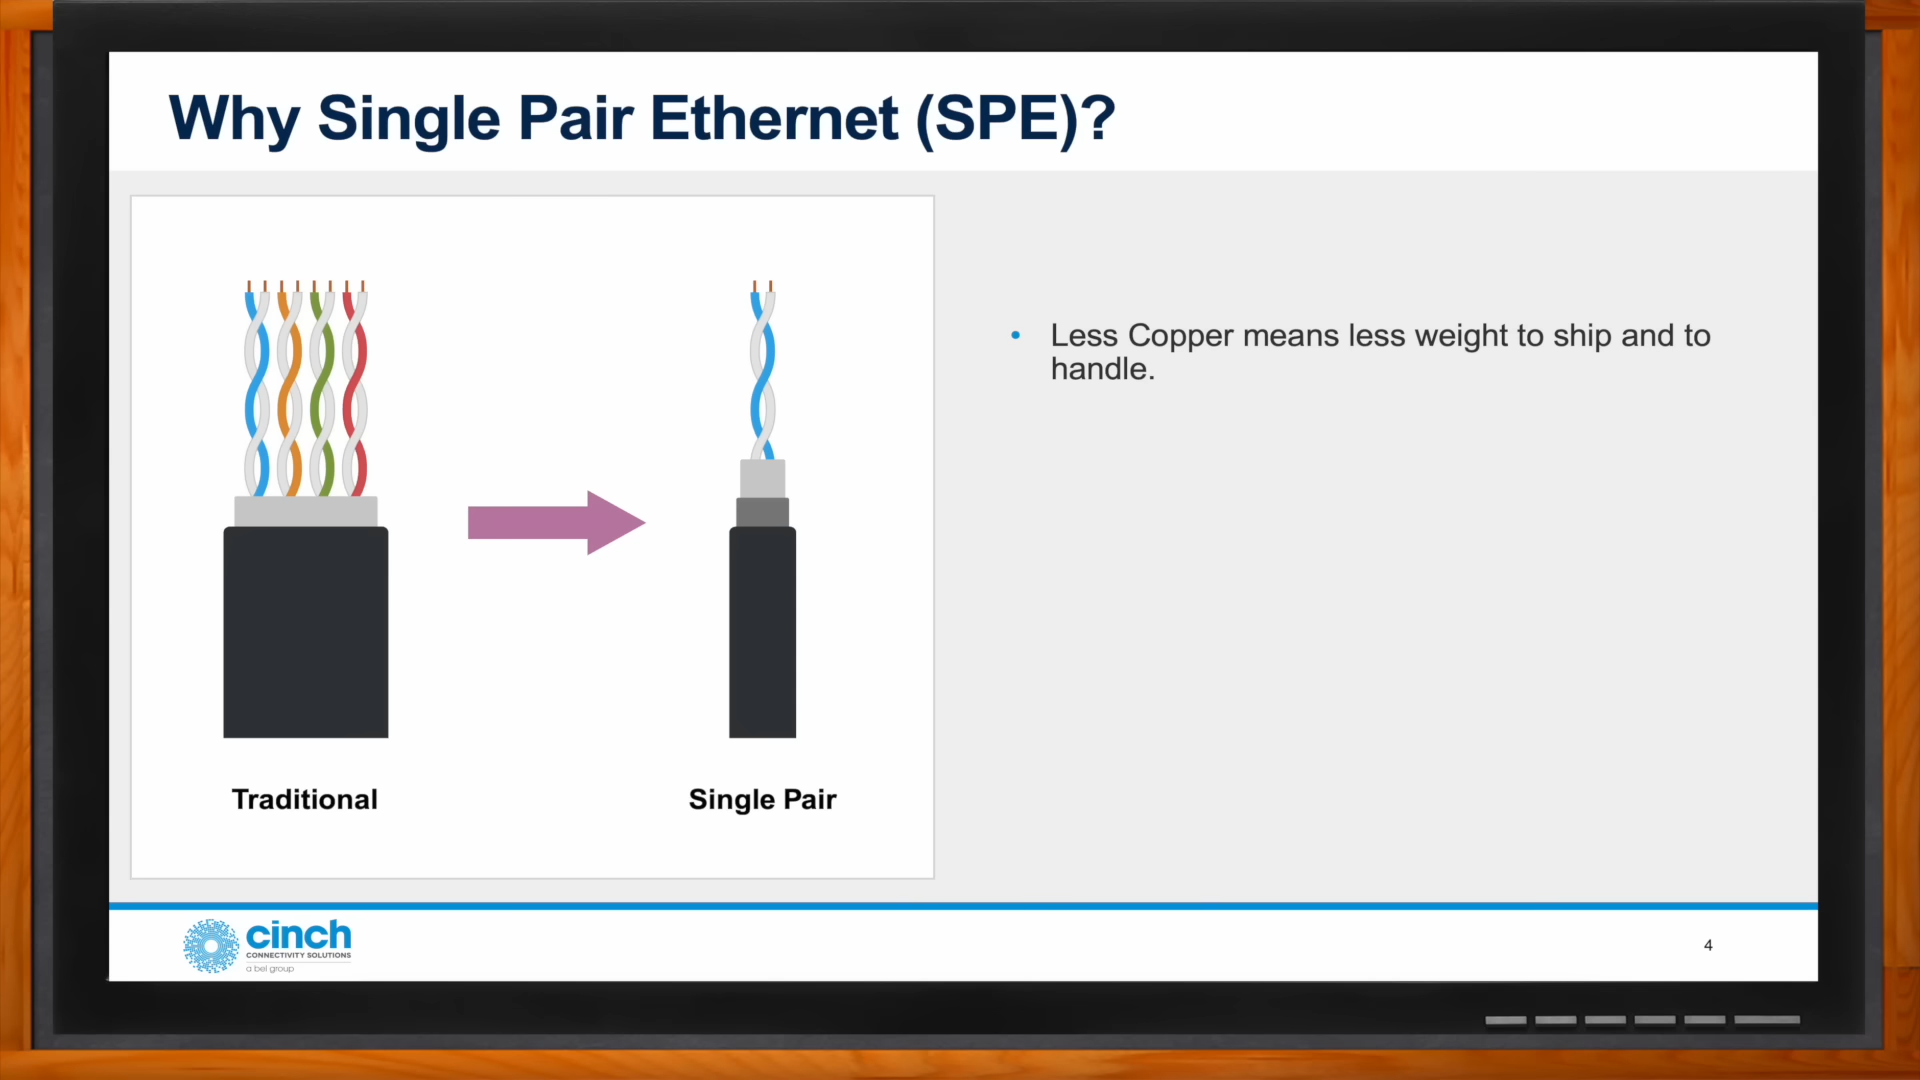 Why Single Pair Ethernet (SPE)?
• Less Copper means less weight to ship and to
handle.
Traditional
Single Pair
cinch
CONNECTIVITY SOLUTIONS
a bel group
4